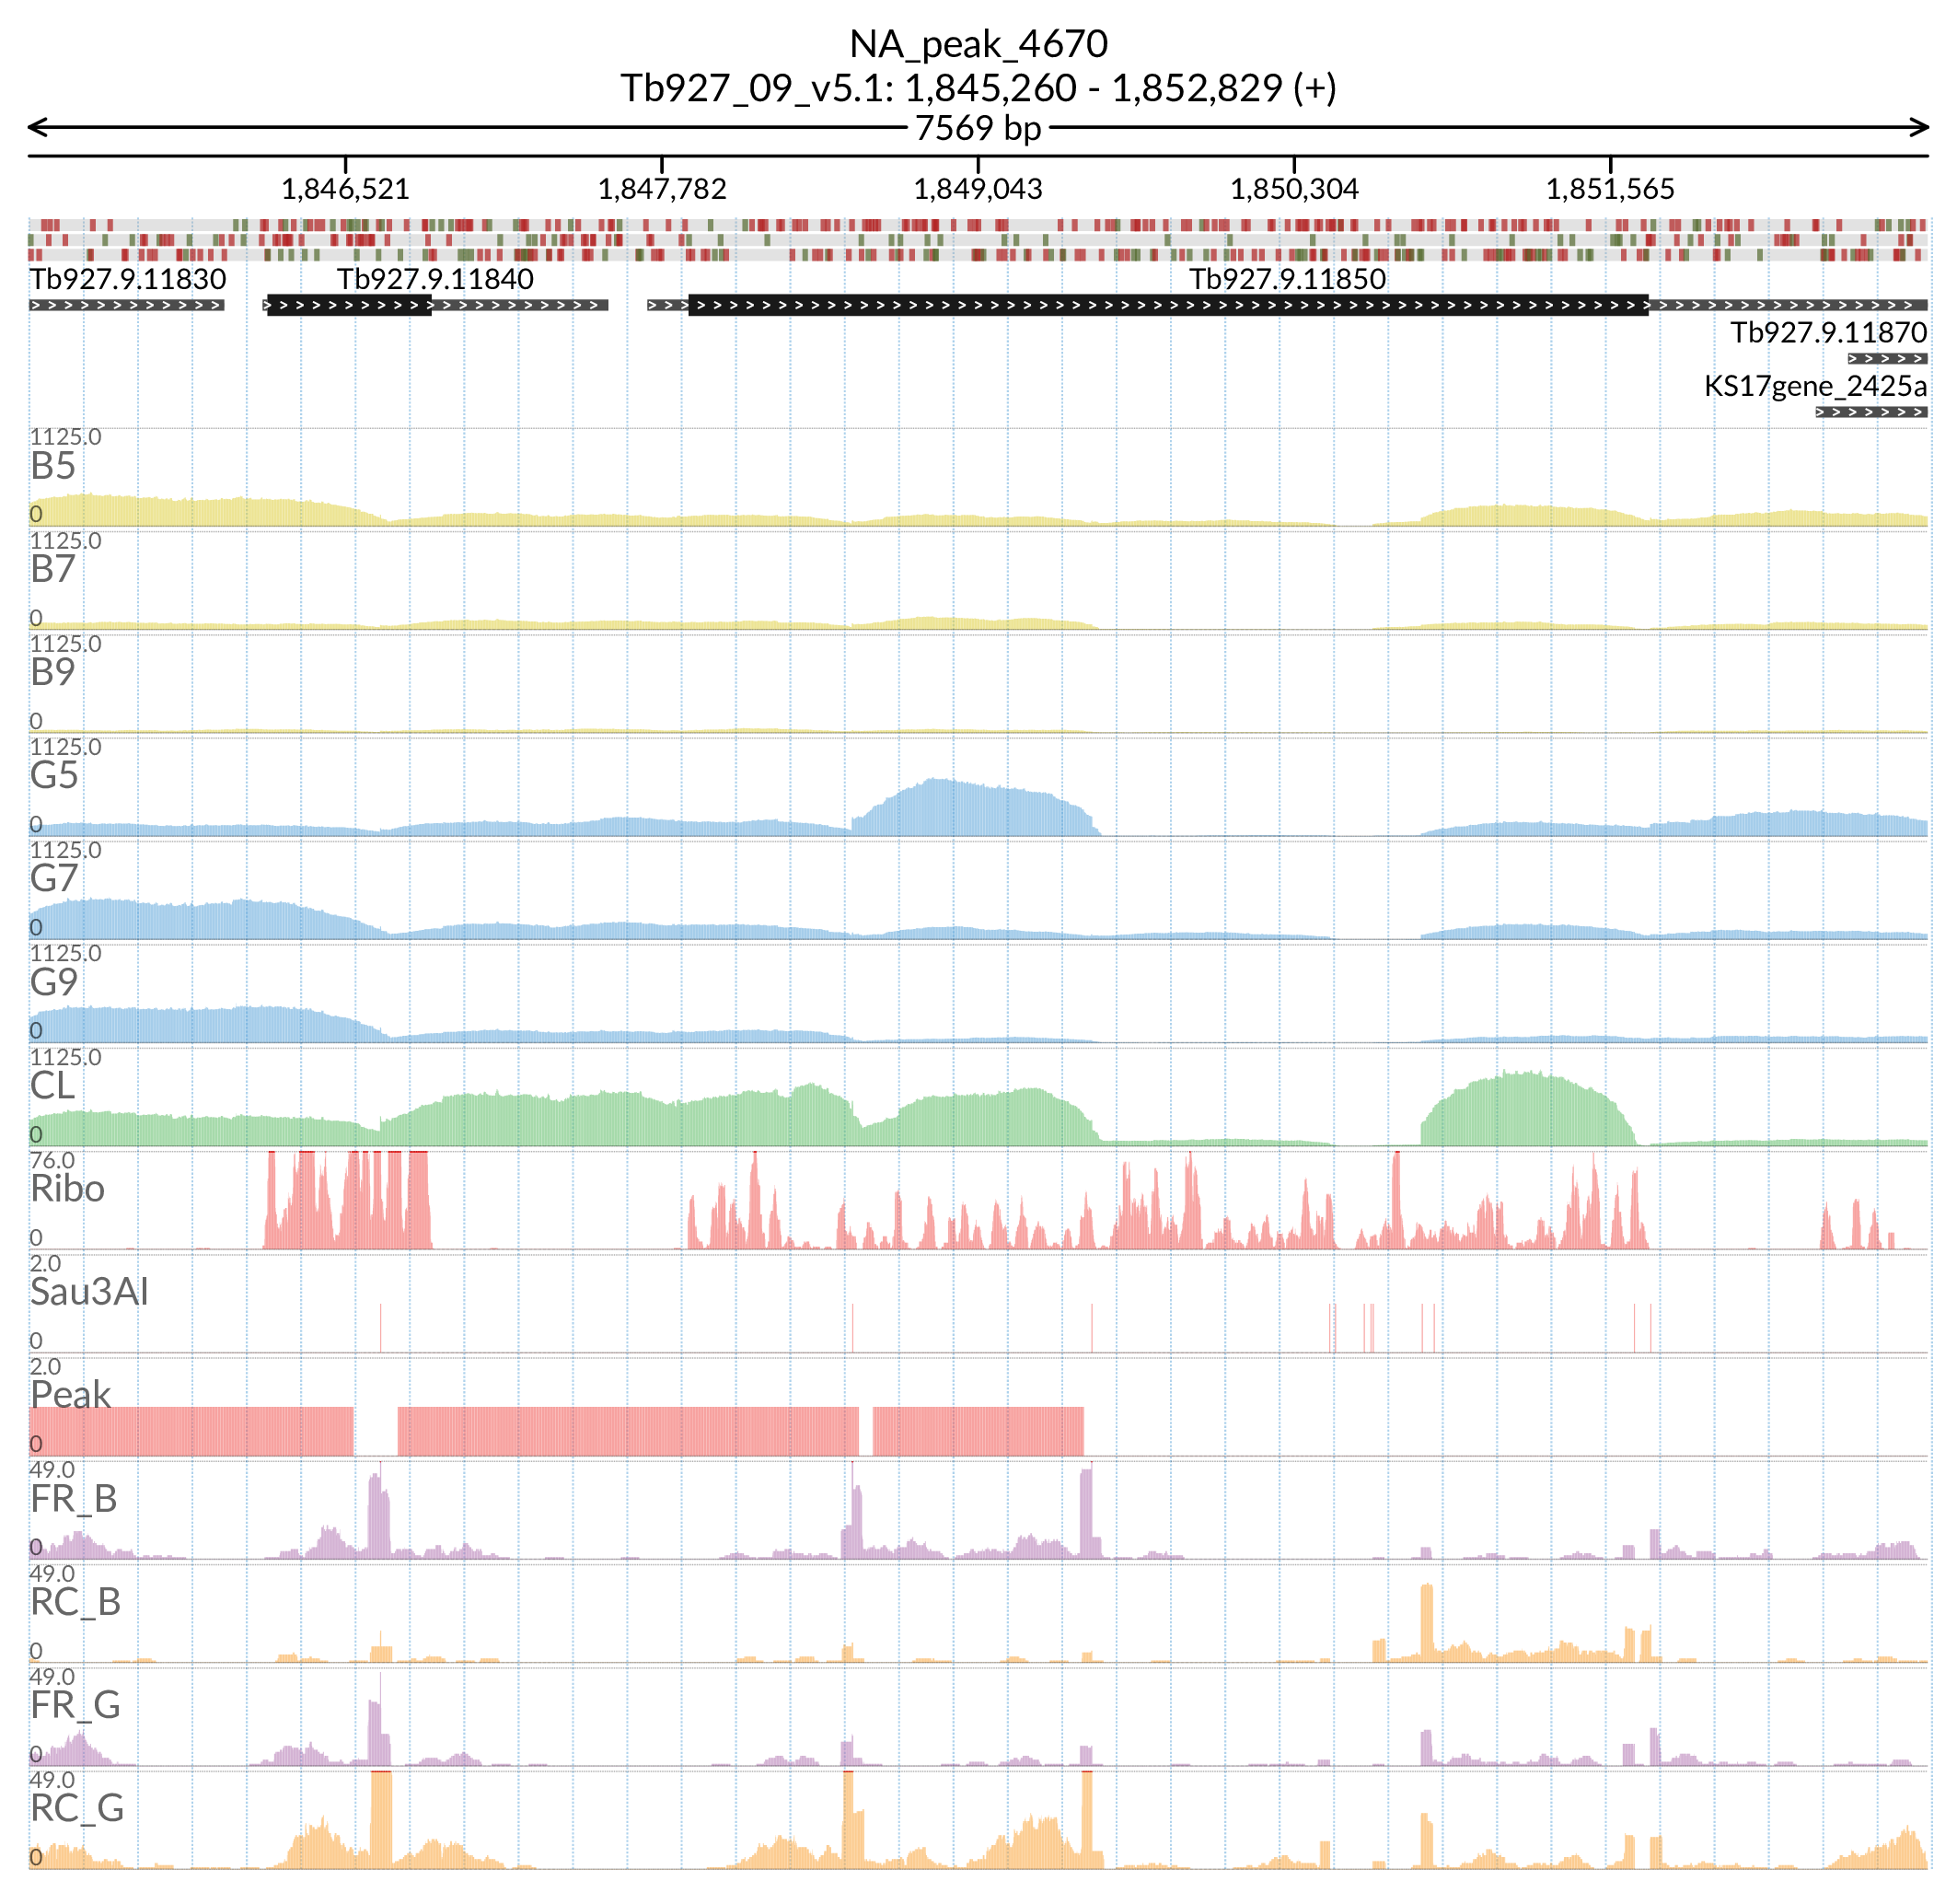 NA_peak_4670
Tb927_09_v5.1: 1,845,260 - 1,852,829 (+)
7569 bp
1,846,521 1,847,782 1,849,043 1,850,304 1,851,565
Tb927.9.11830 Tb927.9.11840 Tb927.9.11850
Tb927.9.11870
KS17gene_2425a
1125.0
B5
0
1125.0
B7
0
1125.0
B9
0
1125.0
G5
0
1125.0
G7
0
1125.0
G9
0
1125.0
CL
0
76.0
Ribo
0
2.0
Sau3AI
0
2.0
Peak
0
49.0
FR_B
0
49.0
RC_B
0
49.0
FR_G
0
49.0
RC_G
0